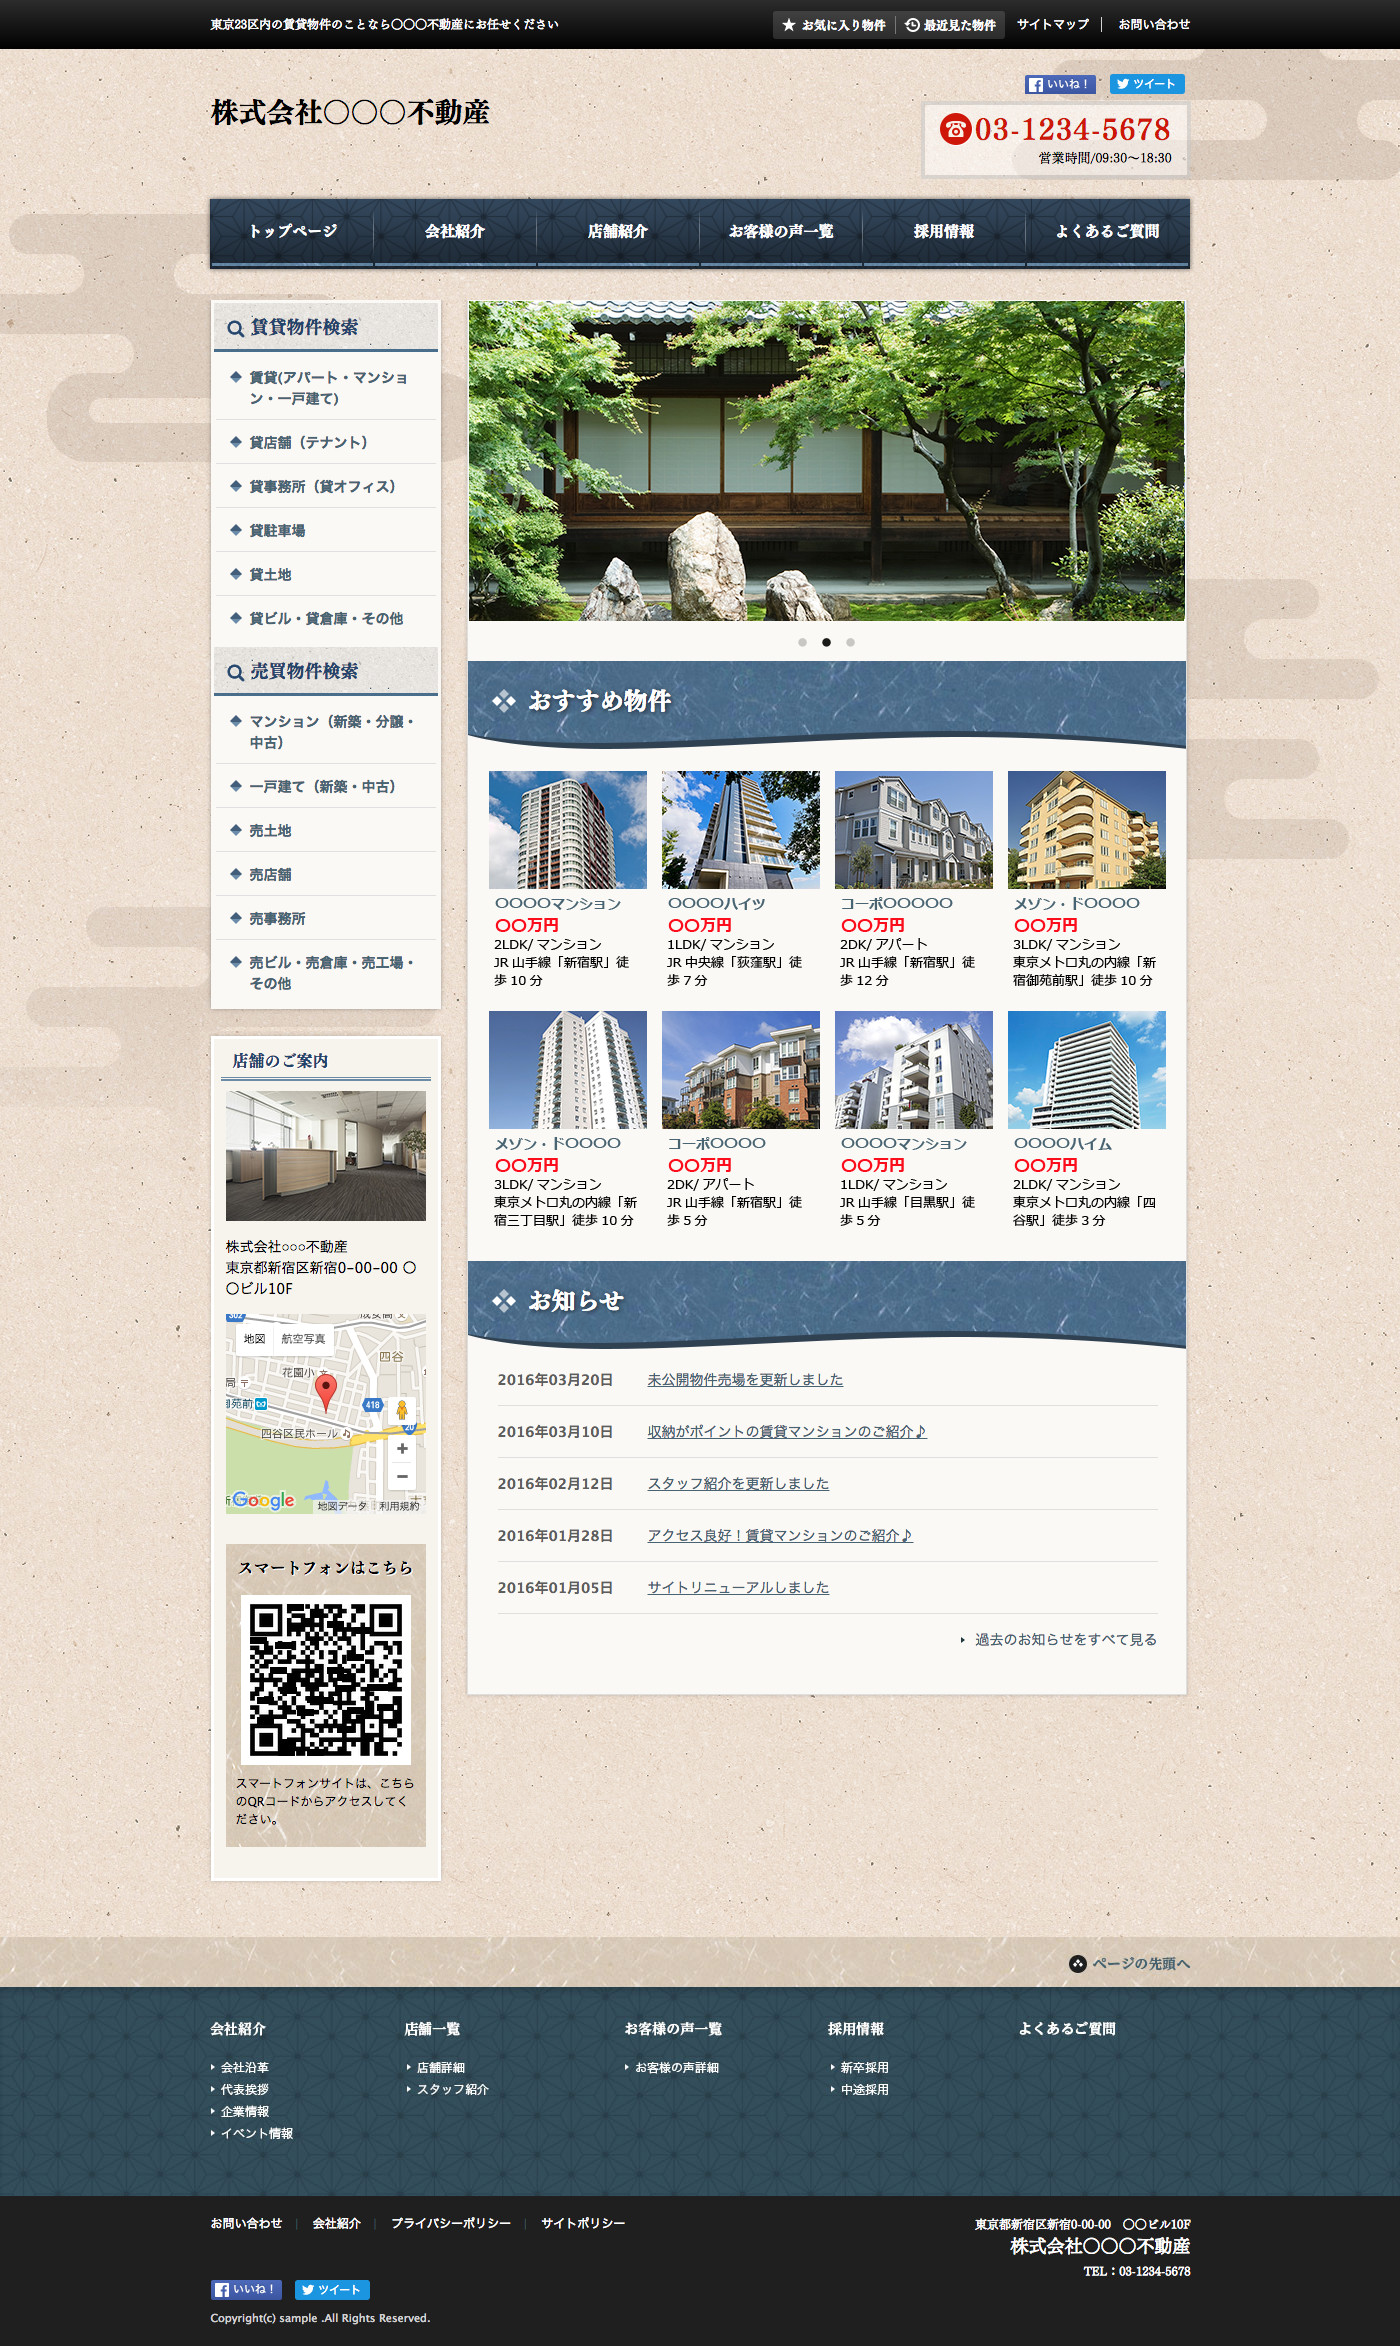 東京23区内の賃貸物件のことなら〇〇〇不動産にお任せください
お気に入り物件
最近見た物件
サイトマップ
お問い合わせ
いいね！
ツイート
株式会社〇〇〇不動産
03-1234-5678
営業時間/09:30～18:30
トップページ
会社紹介
店舗紹介
お客様の声一覧
採用情報
よくあるご質問
賃貸物件検索
賃貸(アパート・マンショ
ン・一戸建て)
貸店舗（テナント）
貸事務所（貸オフィス）
貸駐車場
貸土地
貸ビル・貸倉庫・その他
売買物件検索
マンション（新築・分譲・
中古）
一戸建て（新築・中古）
売土地
売店舗
売事務所
売ビル・売倉庫・売工場・
その他
店舗のご案内
株式会社○○○不動産
東京都新宿区新宿0-00-00 〇
〇ビル10F
地図
航空写真
四谷
花園小
局
御苑前
418
20
四谷区民ホール
Google
地図データ
利用規約
スマートフォンはこちら
スマートフォンサイトは、こちら
のQRコードからアクセスしてく
ださい。
おすすめ物件
〇〇〇〇マンション
〇〇万円
2LDK/ マンション
JR 山手線「新宿駅」徒
歩 10 分
〇〇〇〇ハイツ
〇〇万円
1LDK/ マンション
JR 中央線「荻窪駅」徒
歩 7 分
コーポ〇〇〇〇〇
〇〇万円
2DK/ アパート
JR 山手線「新宿駅」徒
歩 12 分
メゾン・ド〇〇〇〇
〇〇万円
3LDK/ マンション
東京メトロ丸の内線「新
宿御苑前駅」徒歩 10 分
メゾン・ド〇〇〇〇
〇〇万円
3LDK/ マンション
東京メトロ丸の内線「新
宿三丁目駅」徒歩 10 分
コーポ〇〇〇〇
〇〇万円
2DK/ アパート
JR 山手線「新宿駅」徒
歩 5 分
〇〇〇〇マンション
〇〇万円
1LDK/ マンション
JR 山手線「目黒駅」徒
歩 5 分
〇〇〇〇ハイム
〇〇万円
2LDK/ マンション
東京メトロ丸の内線「四
谷駅」徒歩 3 分
お知らせ
2016年03月20日 未公開物件売場を更新しました
2016年03月10日 収納がポイントの賃貸マンションのご紹介♪
2016年02月12日 スタッフ紹介を更新しました
2016年01月28日 アクセス良好！賃貸マンションのご紹介♪
2016年01月05日 サイトリニューアルしました
過去のお知らせをすべて見る
ページの先頭へ
会社紹介
会社沿革
代表挨拶
企業情報
イベント情報
店舗一覧
店舗詳細
スタッフ紹介
お客様の声一覧
お客様の声詳細
採用情報
新卒採用
中途採用
よくあるご質問
お問い合わせ
会社紹介
プライバシーポリシー
サイトポリシー
東京都新宿区新宿0-00-00　〇〇ビル10F
株式会社〇〇〇不動産
TEL：03-1234-5678
いいね！
ツイート
Copyright(c) sample .All Rights Reserved.